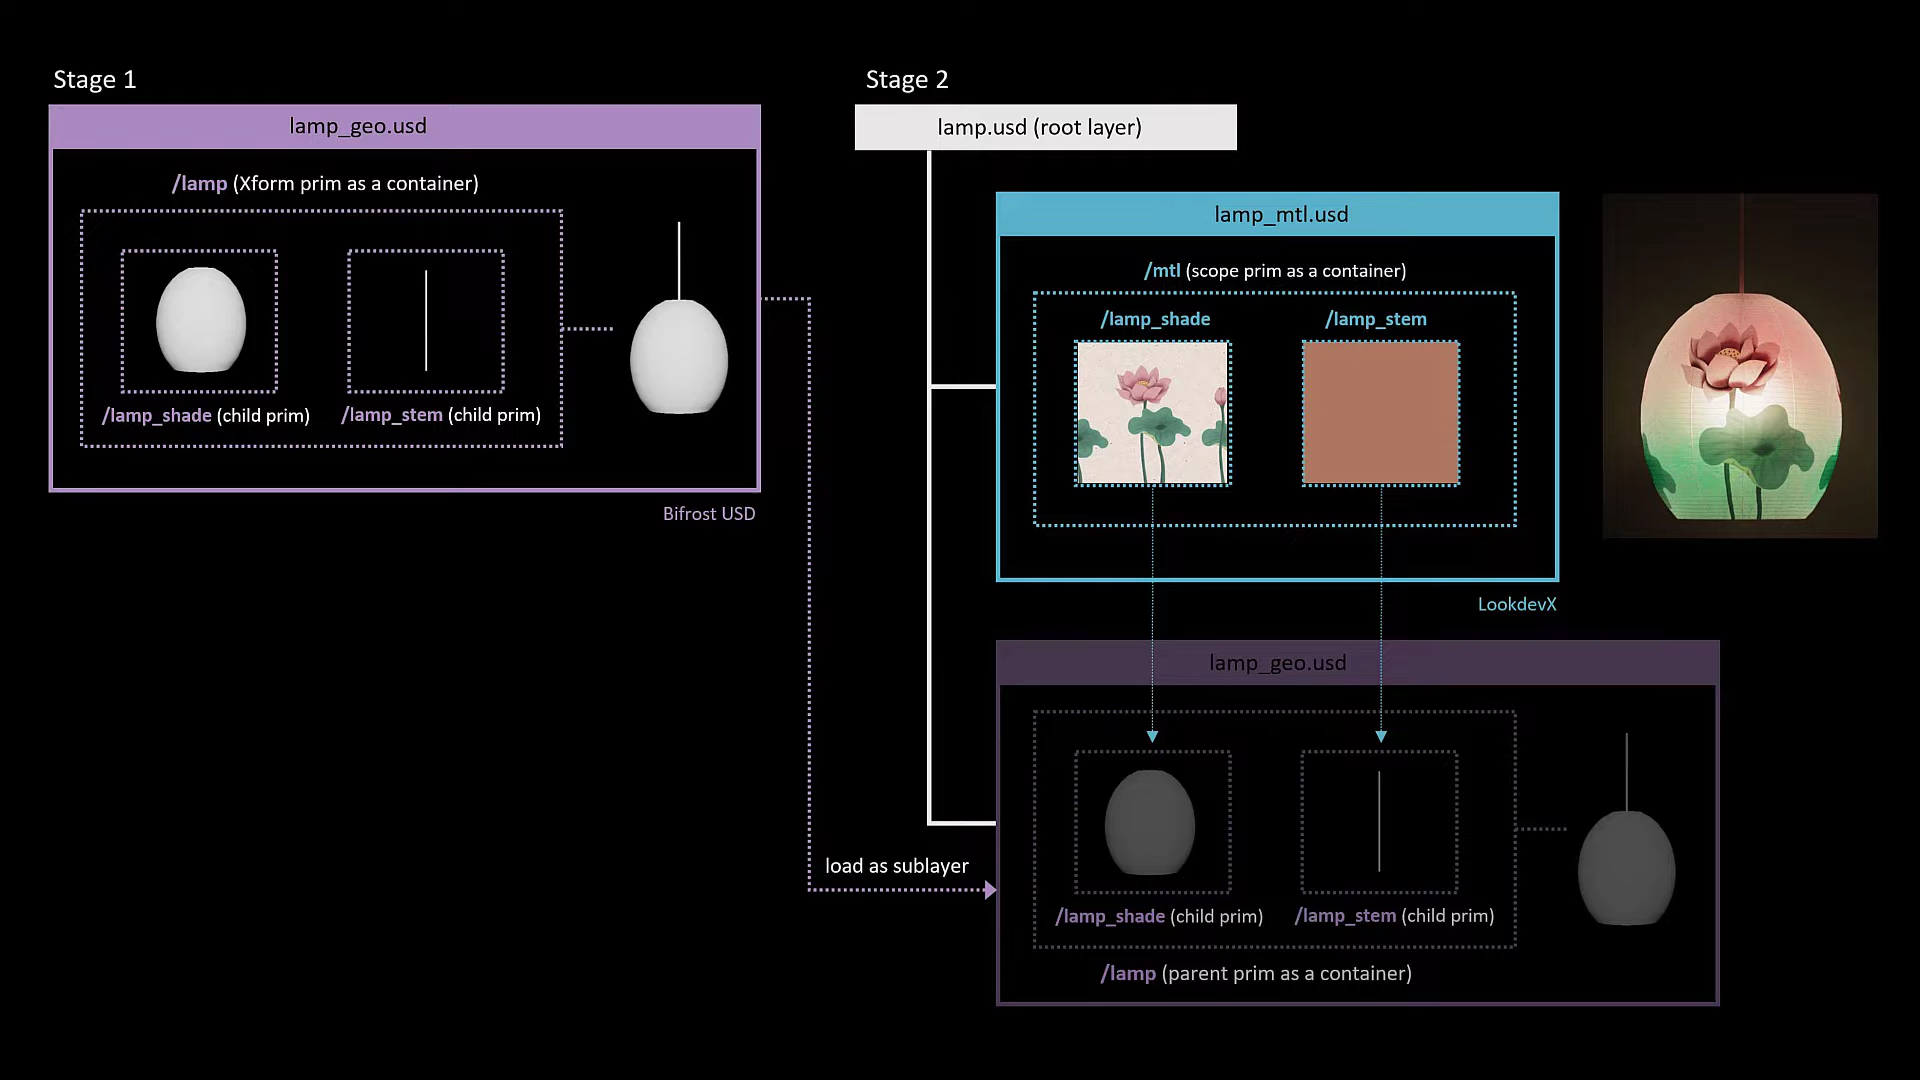 Stage 1
lamp_geo.usd
/lamp (Xform prim as a container)
/lamp_shade (child prim)
/lamp_stem (child prim)
Bifrost USD
Stage 2
lamp.usd (root layer)
lamp_mtl.usd
/mtl (scope prim as a container)
/lamp_shade
/lamp_stem
LookdevX
load as sublayer
lamp_geo.usd
/lamp_shade (child prim)
/lamp_stem (child prim)
/lamp (parent prim as a container)